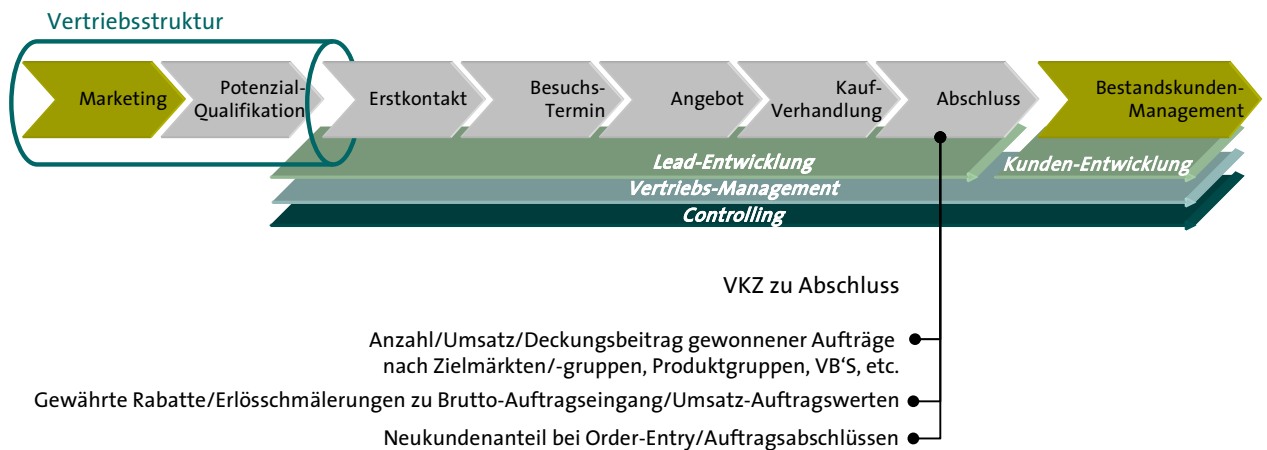 Vertriebsstruktur
Marketing
Potenzial-
Qualifikation
Erstkontakt
Besuchs-
Termin
Angebot
Kauf-
Verhandlung
Abschluss
Bestandskunden-
Management
Lead-Entwicklung
Kunden-Entwicklung
Vertriebs-Management
Controlling
VKZ zu Abschluss
Anzahl/Umsatz/Deckungsbeitrag gewonnener Aufträge
nach Zielmärkten/-gruppen, Produktgruppen, VB‘S, etc.
Gewährte Rabatte/Erlösschmälerungen zu Brutto-Auftragseingang/Umsatz-Auftragswerten
Neukundenanteil bei Order-Entry/Auftragsabschlüssen